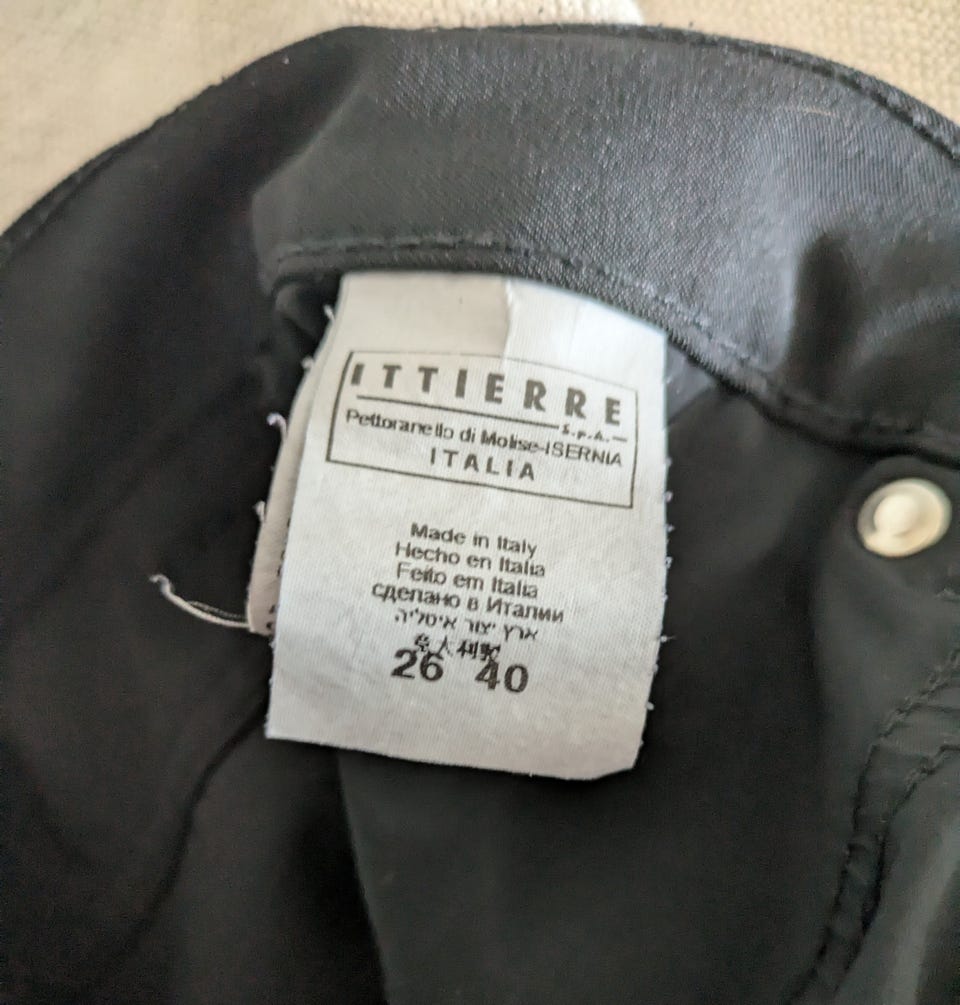 ITTIERRE
S.p.A.
Pettoranello di Molise-ISERNIA
ITALIA
Made in Italy
Hecho en Italia
Feito em Italia
сделано в Италии
ארץ יצור איטליה
26 40